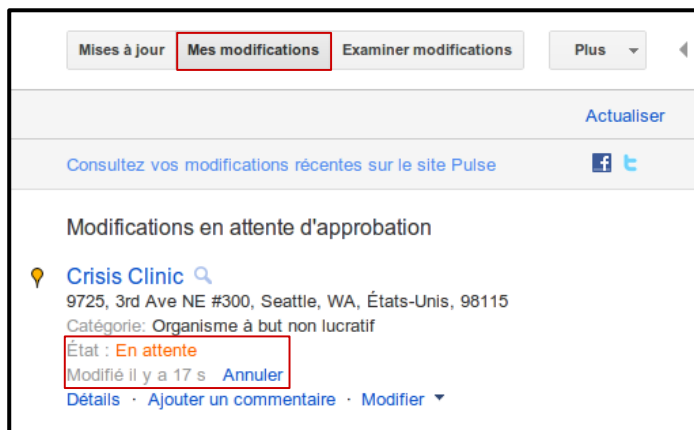 Mises à jour Mes modifications Examiner modifications Plus
Actualiser
Consultez vos modifications récentes sur le site Pulse
Modifications en attente d'approbation
Crisis Clinic
9725, 3rd Ave NE #300, Seattle, WA, États-Unis, 98115
Catégorie: Organisme à but non lucratif
État : En attente
Modifié il y a 17 s Annuler
Détails · Ajouter un commentaire · Modifier